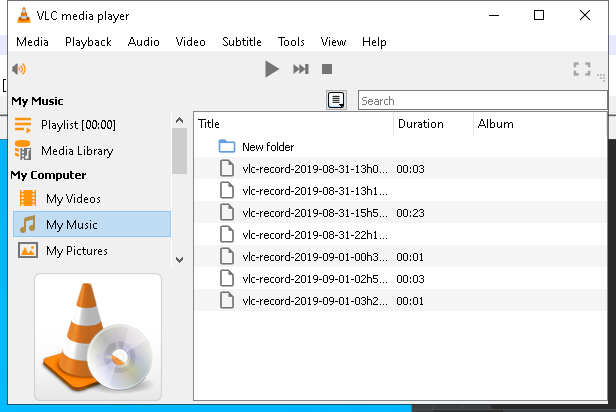 VLC media player
Media Playback Audio Video Subtitle Tools View Help
My Music
Search
Playlist [00:00]
Media Library
My Computer
My Videos
My Music
My Pictures
Title Duration Album
New folder
vlc-record-2019-08-31-13h0... 00:03
vlc-record-2019-08-31-13h1...
vlc-record-2019-08-31-15h5... 00:23
vlc-record-2019-08-31-22h1...
vlc-record-2019-09-01-00h3... 00:01
vlc-record-2019-09-01-02h5... 00:03
vlc-record-2019-09-01-03h2... 00:01